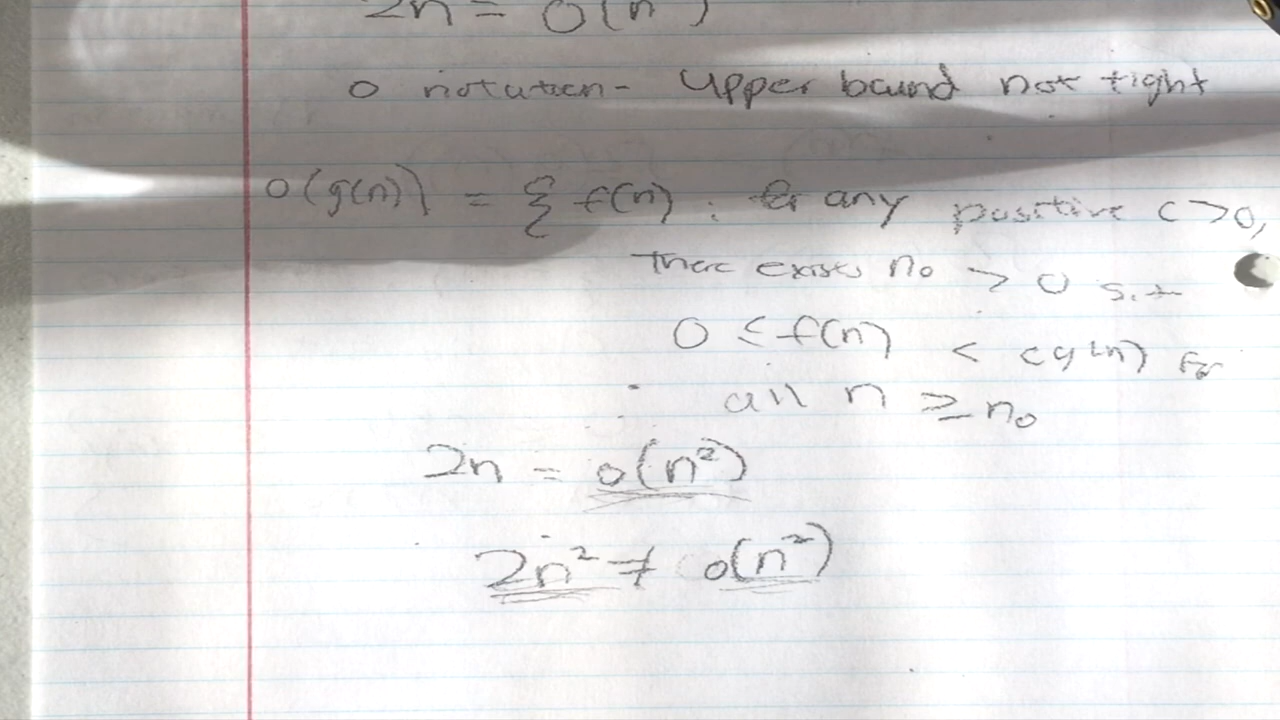 2n = O(n )
o notation - Upper bound not tight
o(g(n)) = { f(n) : for any positive c >0,
There exists n₀ > 0 s.t
0 ≤ f(n) < cg(n) for
all n ≥ n₀
2n = o(n²)
2n² ≠ o(n²)